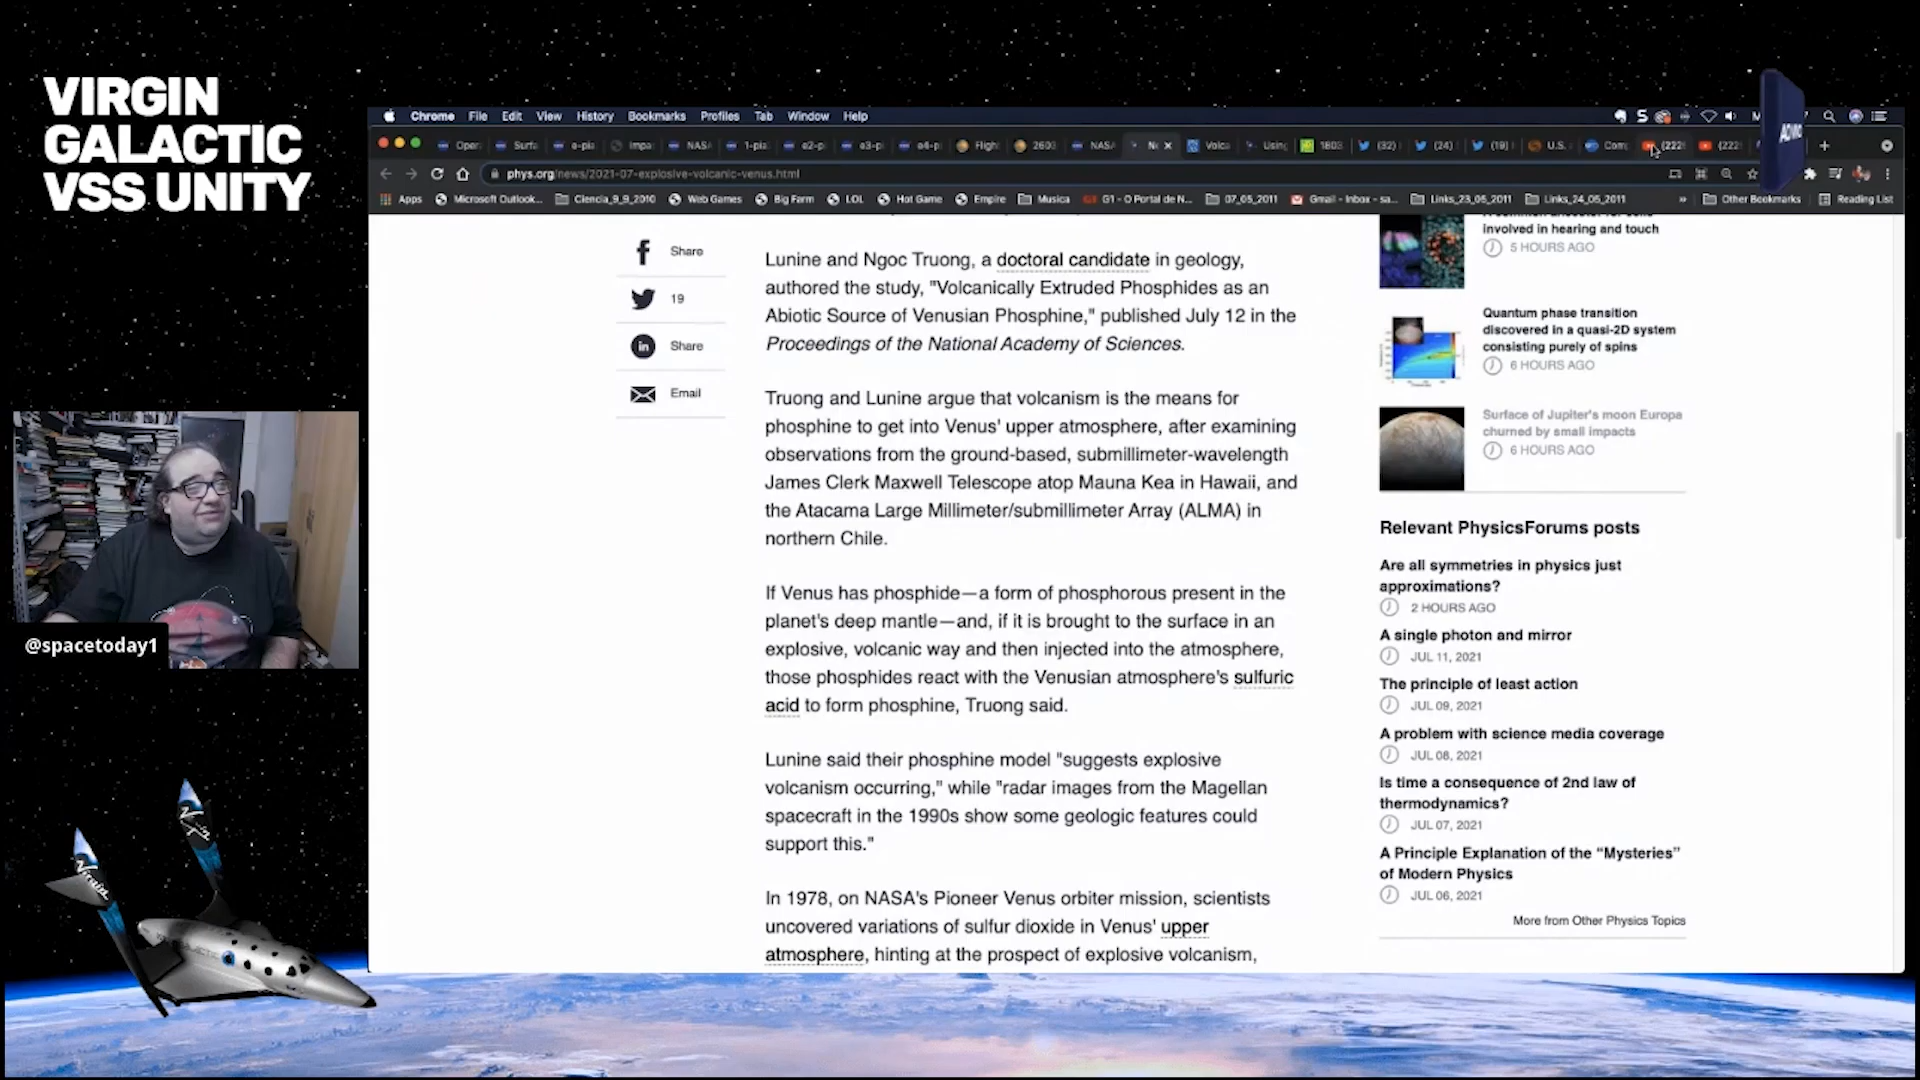 VIRGIN
GALACTIC
VSS UNITY
Chrome File Edit View History Bookmarks Profiles Tab Window Help
phys.org/news/2021-07-explosive-volcanic-venus.html
Apps Microsoft Outlook... Ciencia_9_9_2010 Web Games Big Farm LOL Hot Game Empire Musica G1 - O Portal de N... 07_05_2011 Gmail - Inbox - sa... Links_23_05_2011 Links_24_05_2011 » Other Bookmarks Reading List
Share
19
Share
Email
Lunine and Ngoc Truong, a doctoral candidate in geology,
authored the study, "Volcanically Extruded Phosphides as an
Abiotic Source of Venusian Phosphine," published July 12 in the
Proceedings of the National Academy of Sciences.
Truong and Lunine argue that volcanism is the means for
phosphine to get into Venus' upper atmosphere, after examining
observations from the ground-based, submillimeter-wavelength
James Clerk Maxwell Telescope atop Mauna Kea in Hawaii, and
the Atacama Large Millimeter/submillimeter Array (ALMA) in
northern Chile.
If Venus has phosphide—a form of phosphorous present in the
planet's deep mantle—and, if it is brought to the surface in an
explosive, volcanic way and then injected into the atmosphere,
those phosphides react with the Venusian atmosphere's sulfuric
acid to form phosphine, Truong said.
Lunine said their phosphine model "suggests explosive
volcanism occurring," while "radar images from the Magellan
spacecraft in the 1990s show some geologic features could
support this."
In 1978, on NASA's Pioneer Venus orbiter mission, scientists
uncovered variations of sulfur dioxide in Venus' upper
atmosphere, hinting at the prospect of explosive volcanism,
involved in hearing and touch
5 HOURS AGO
Quantum phase transition
discovered in a quasi-2D system
consisting purely of spins
6 HOURS AGO
Surface of Jupiter's moon Europa
churned by small impacts
6 HOURS AGO
Relevant PhysicsForums posts
Are all symmetries in physics just
approximations?
2 HOURS AGO
A single photon and mirror
JUL 11, 2021
The principle of least action
JUL 09, 2021
A problem with science media coverage
JUL 08, 2021
Is time a consequence of 2nd law of
thermodynamics?
JUL 07, 2021
A Principle Explanation of the “Mysteries”
of Modern Physics
JUL 06, 2021
More from Other Physics Topics
@spacetoday1